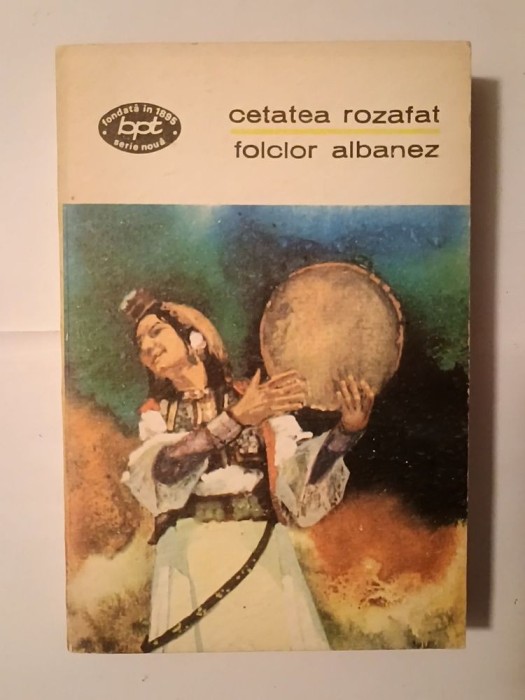 fondată în 1895
bpt
serie nouă
cetatea rozafat
folclor albanez